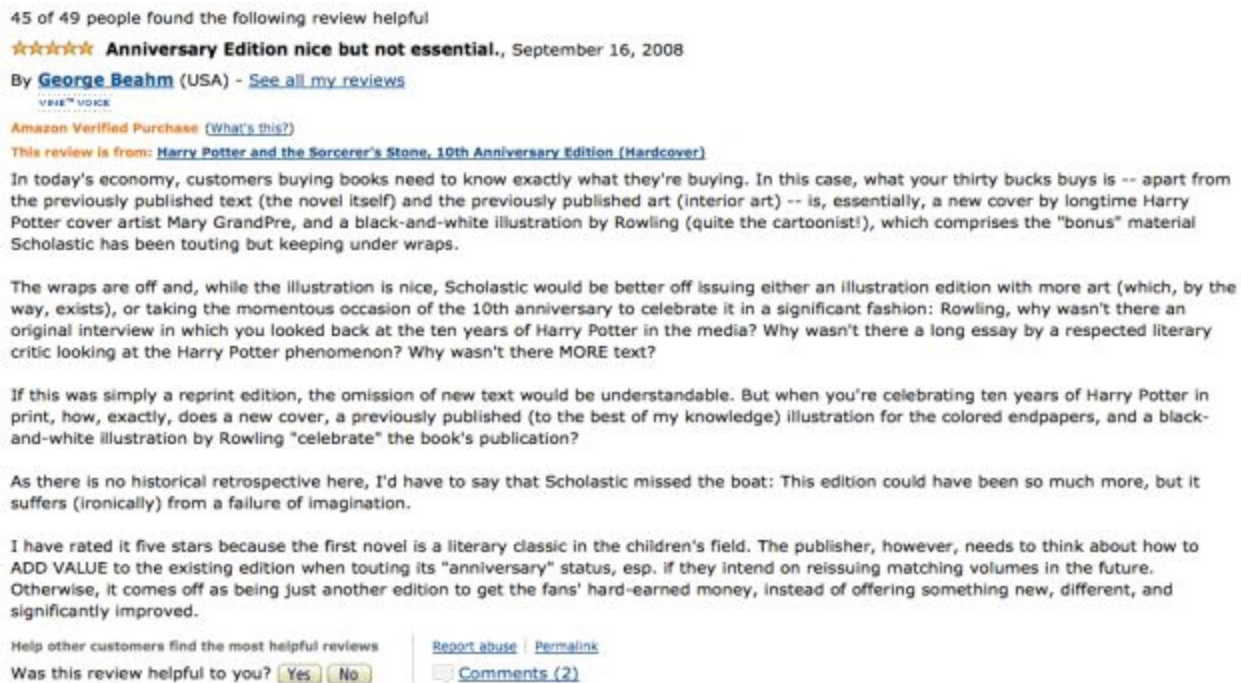 45 of 49 people found the following review helpful
Anniversary Edition nice but not essential., September 16, 2008
By George Beahm (USA) - See all my reviews
VINE™ VOICE
Amazon Verified Purchase (What's this?)
This review is from: Harry Potter and the Sorcerer's Stone, 10th Anniversary Edition (Hardcover)
In today's economy, customers buying books need to know exactly what they're buying. In this case, what your thirty bucks buys is -- apart from
the previously published text (the novel itself) and the previously published art (interior art) -- is, essentially, a new cover by longtime Harry
Potter cover artist Mary GrandPre, and a black-and-white illustration by Rowling (quite the cartoonist!), which comprises the "bonus" material
Scholastic has been touting but keeping under wraps.
The wraps are off and, while the illustration is nice, Scholastic would be better off issuing either an illustration edition with more art (which, by the
way, exists), or taking the momentous occasion of the 10th anniversary to celebrate it in a significant fashion: Rowling, why wasn't there an
original interview in which you looked back at the ten years of Harry Potter in the media? Why wasn't there a long essay by a respected literary
critic looking at the Harry Potter phenomenon? Why wasn't there MORE text?
If this was simply a reprint edition, the omission of new text would be understandable. But when you're celebrating ten years of Harry Potter in
print, how, exactly, does a new cover, a previously published (to the best of my knowledge) illustration for the colored endpapers, and a black-
and-white illustration by Rowling "celebrate" the book's publication?
As there is no historical retrospective here, I'd have to say that Scholastic missed the boat: This edition could have been so much more, but it
suffers (ironically) from a failure of imagination.
I have rated it five stars because the first novel is a literary classic in the children's field. The publisher, however, needs to think about how to
ADD VALUE to the existing edition when touting its "anniversary" status, esp. if they intend on reissuing matching volumes in the future.
Otherwise, it comes off as being just another edition to get the fans' hard-earned money, instead of offering something new, different, and
significantly improved.
Help other customers find the most helpful reviews
Was this review helpful to you? Yes No
Report abuse | Permalink
Comments (2)